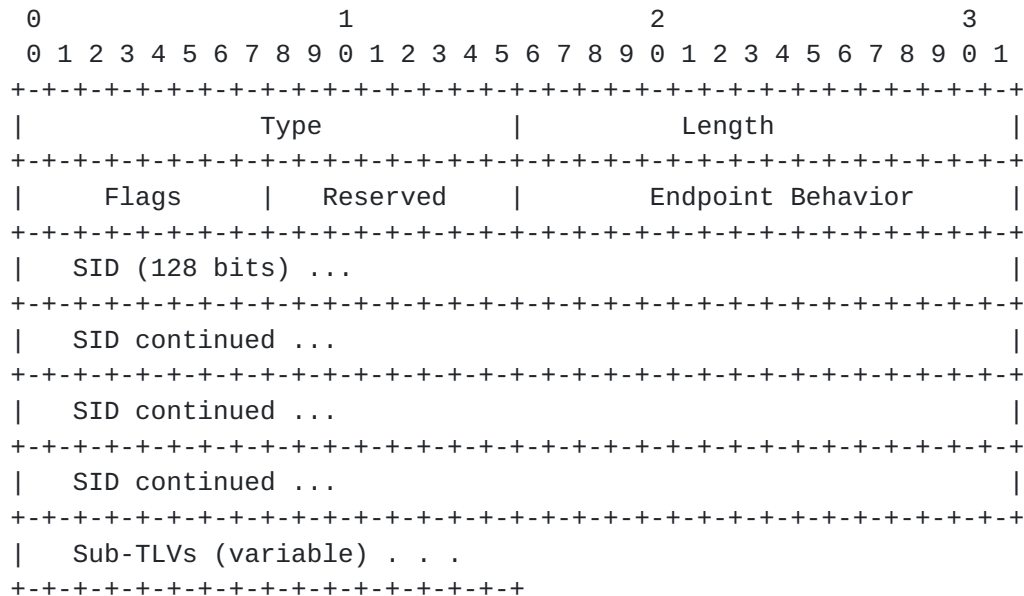 0                   1                   2                   3
 0 1 2 3 4 5 6 7 8 9 0 1 2 3 4 5 6 7 8 9 0 1 2 3 4 5 6 7 8 9 0 1
+-+-+-+-+-+-+-+-+-+-+-+-+-+-+-+-+-+-+-+-+-+-+-+-+-+-+-+-+-+-+-+-+
|               Type            |          Length               |
+-+-+-+-+-+-+-+-+-+-+-+-+-+-+-+-+-+-+-+-+-+-+-+-+-+-+-+-+-+-+-+-+
|     Flags     |   Reserved    |        Endpoint Behavior      |
+-+-+-+-+-+-+-+-+-+-+-+-+-+-+-+-+-+-+-+-+-+-+-+-+-+-+-+-+-+-+-+-+
|   SID (128 bits) ...                                          |
+-+-+-+-+-+-+-+-+-+-+-+-+-+-+-+-+-+-+-+-+-+-+-+-+-+-+-+-+-+-+-+-+
|   SID continued ...                                           |
+-+-+-+-+-+-+-+-+-+-+-+-+-+-+-+-+-+-+-+-+-+-+-+-+-+-+-+-+-+-+-+-+
|   SID continued ...                                           |
+-+-+-+-+-+-+-+-+-+-+-+-+-+-+-+-+-+-+-+-+-+-+-+-+-+-+-+-+-+-+-+-+
|   SID continued ...                                           |
+-+-+-+-+-+-+-+-+-+-+-+-+-+-+-+-+-+-+-+-+-+-+-+-+-+-+-+-+-+-+-+-+
|   Sub-TLVs (variable) . . .
+-+-+-+-+-+-+-+-+-+-+-+-+-+-+-+-+